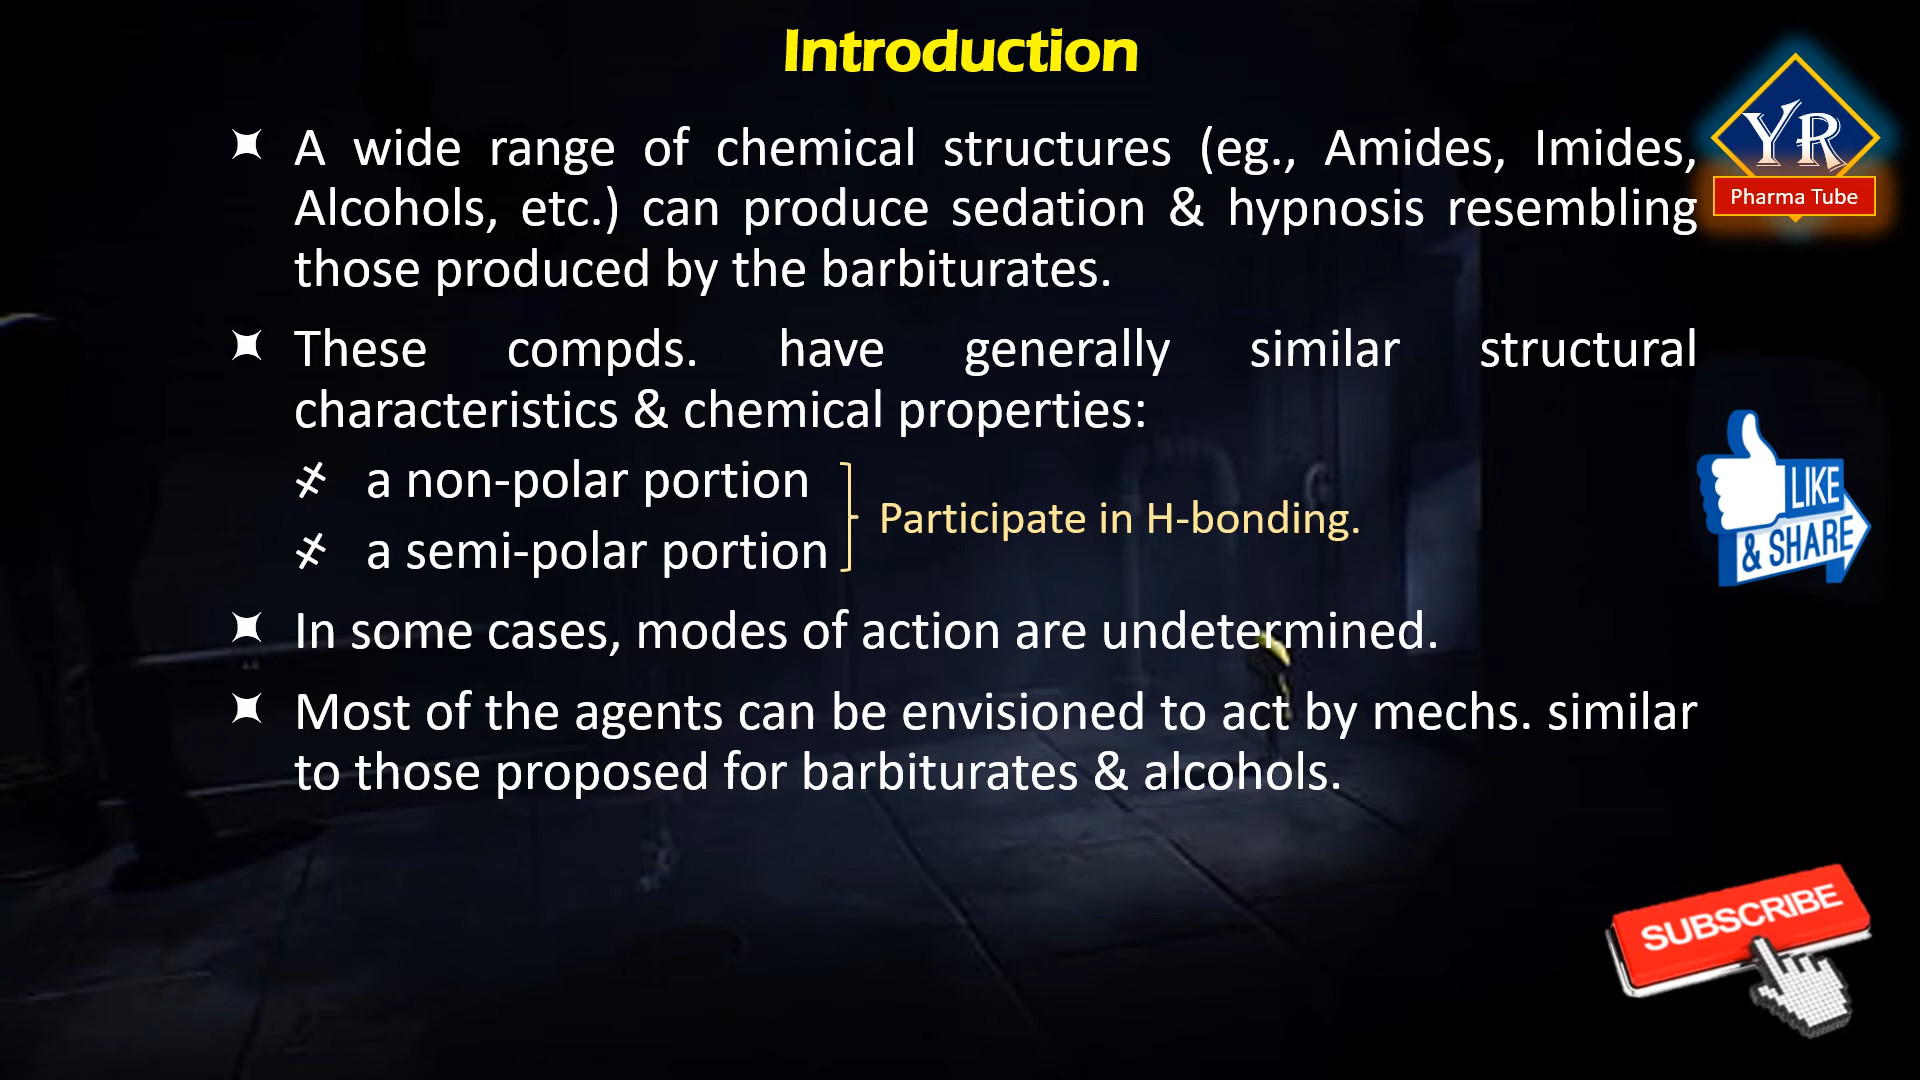 Introduction
YR
Pharma Tube
A wide range of chemical structures (eg., Amides, Imides,
Alcohols, etc.) can produce sedation & hypnosis resembling
those produced by the barbiturates.
These compds. have generally similar structural
characteristics & chemical properties:
a non-polar portion
a semi-polar portion
Participate in H-bonding.
In some cases, modes of action are undetermined.
Most of the agents can be envisioned to act by mechs. similar
to those proposed for barbiturates & alcohols.
LIKE
& SHARE
SUBSCRIBE